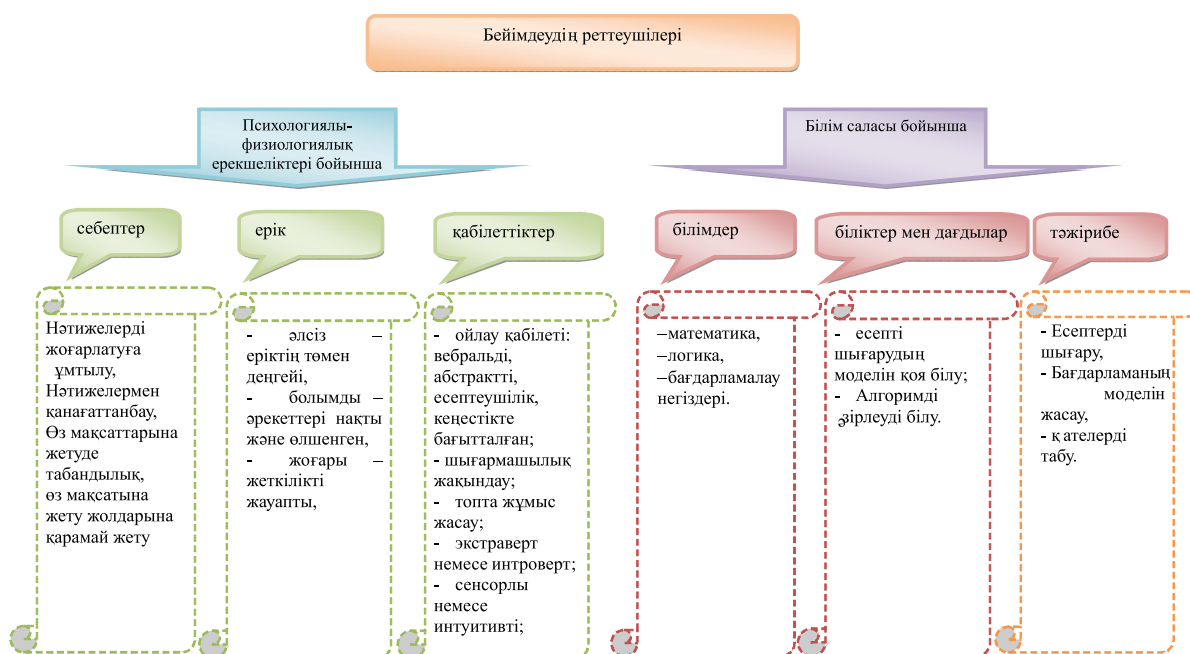 Бейімдеудің реттеушілері
Психологиялы-
физиологиялық
ерекшеліктері бойынша
Білім саласы бойынша
себептер
ерік
қабілеттіктер
білімдер
біліктер мен дағдылар
тәжірибе
Нәтижелерді
жоғарлатуға
ұмтылу,
Нәтижелермен
қанағаттанбау,
Өз мақсаттарына
жетуде
табандылық,
өз мақсатына
жету жолдарына
қарамай жету
- әлсіз –
еріктің төмен
деңгейі,
- болымды –
әрекеттері нақты
және өлшенген,
- жоғары –
жеткілікті
жауапты,
- ойлау қабілеті:
вебральді,
абстрактті,
есептеушілік,
кеңестікте
бағытталған;
- шығармашылық
жақындау;
- топта жұмыс
жасау;
- экстраверт
немесе интроверт;
- сенсорлы
немесе
интуитивті;
–математика,
–логика,
–бағдарламалау
негіздері.
- есепті
шығарудың
моделін қоя білу;
- Алгоримді
әзірлеуді білу.
- Есептерді
шығару,
- Бағдарламаның
моделін
жасау,
- қ ателерді
табу.